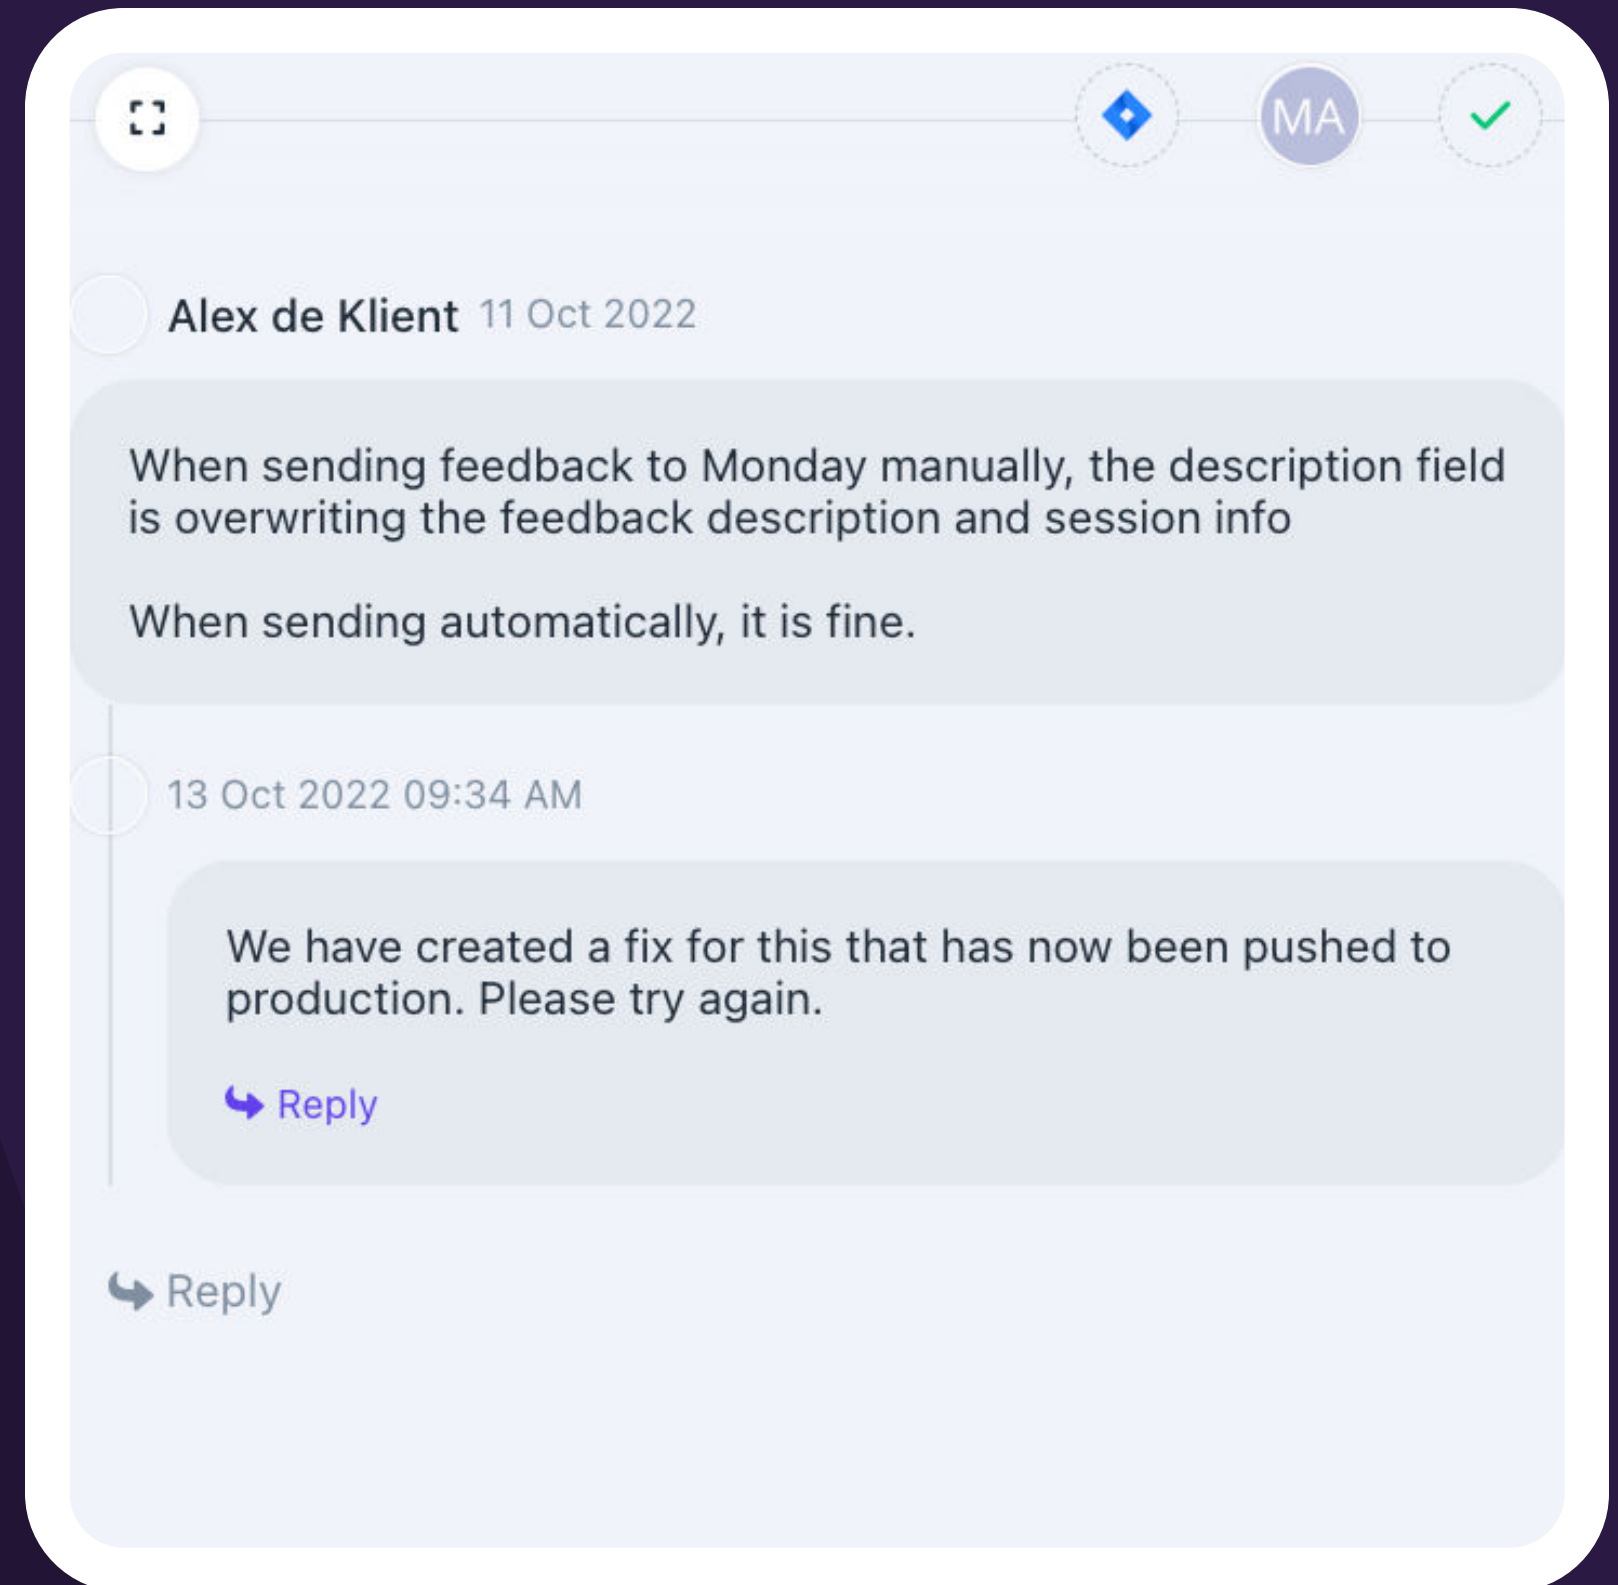 MA
Alex de Klient 11 Oct 2022
When sending feedback to Monday manually, the description field
is overwriting the feedback description and session info
When sending automatically, it is fine.
13 Oct 2022 09:34 AM
We have created a fix for this that has now been pushed to
production. Please try again.
Reply
Reply